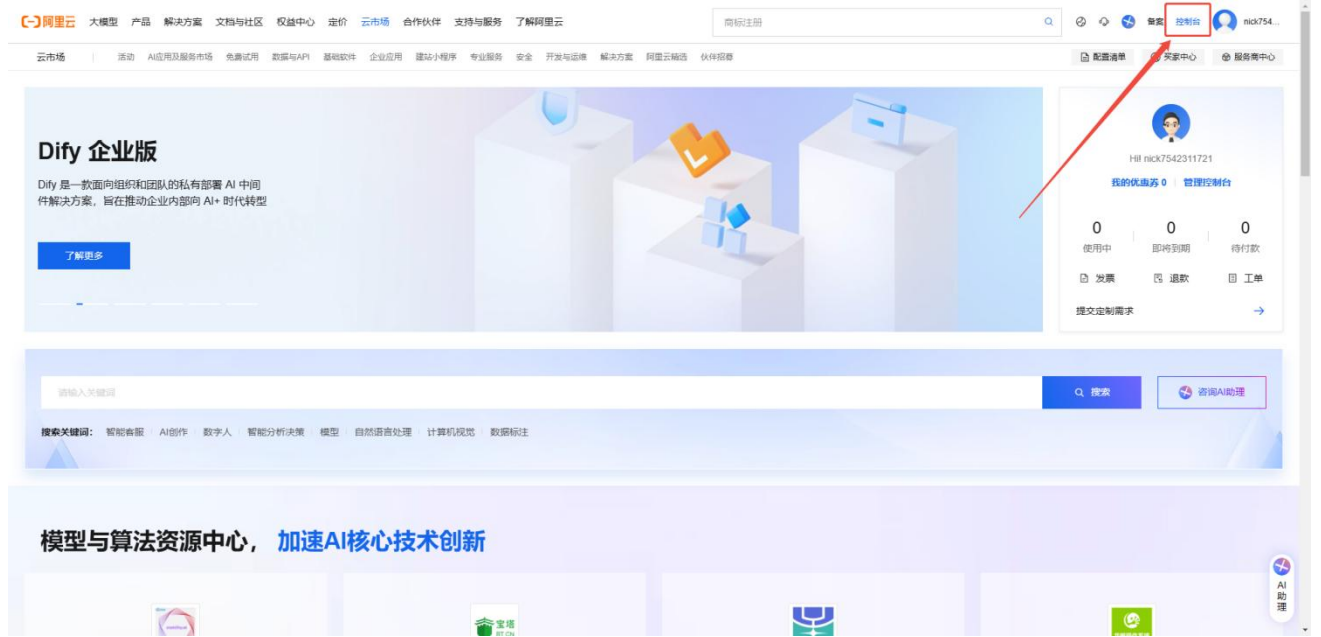 阿里云 大模型 产品 解决方案 文档与社区 权益中心 定价 云市场 合作伙伴 支持与服务 了解阿里云 商标注册 备案 控制台 nick754...
云市场 活动 AI应用及服务市场 免费试用 数据与API 基础软件 企业应用 建站小程序 专业服务 安全 开发与运维 解决方案 阿里云精选 伙伴招募 配置清单 买家中心 服务商中心
Dify 企业版
Dify 是一款面向组织和团队的私有部署 AI 中间
件解决方案，旨在推动企业内部向 AI+ 时代转型
了解更多
Hi! nick7542311721
我的优惠券 0 管理控制台
0 0 0
使用中 即将到期 待付款
发票 退款 工单
提交定制需求
请输入关键词 搜索 咨询AI助理
搜索关键词： 智能客服 AI创作 数字人 智能分析决策 模型 自然语言处理 计算机视觉 数据标注
模型与算法资源中心， 加速AI核心技术创新
AI
助
理
宝塔
BT.CN